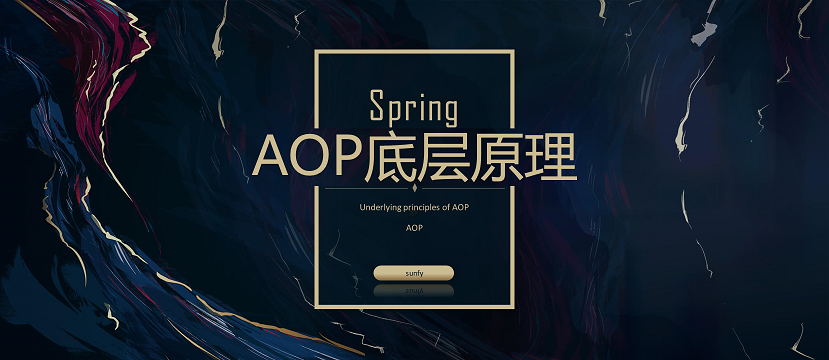 Spring
AOP底层原理
Underlying principles of AOP
AOP
sunfy